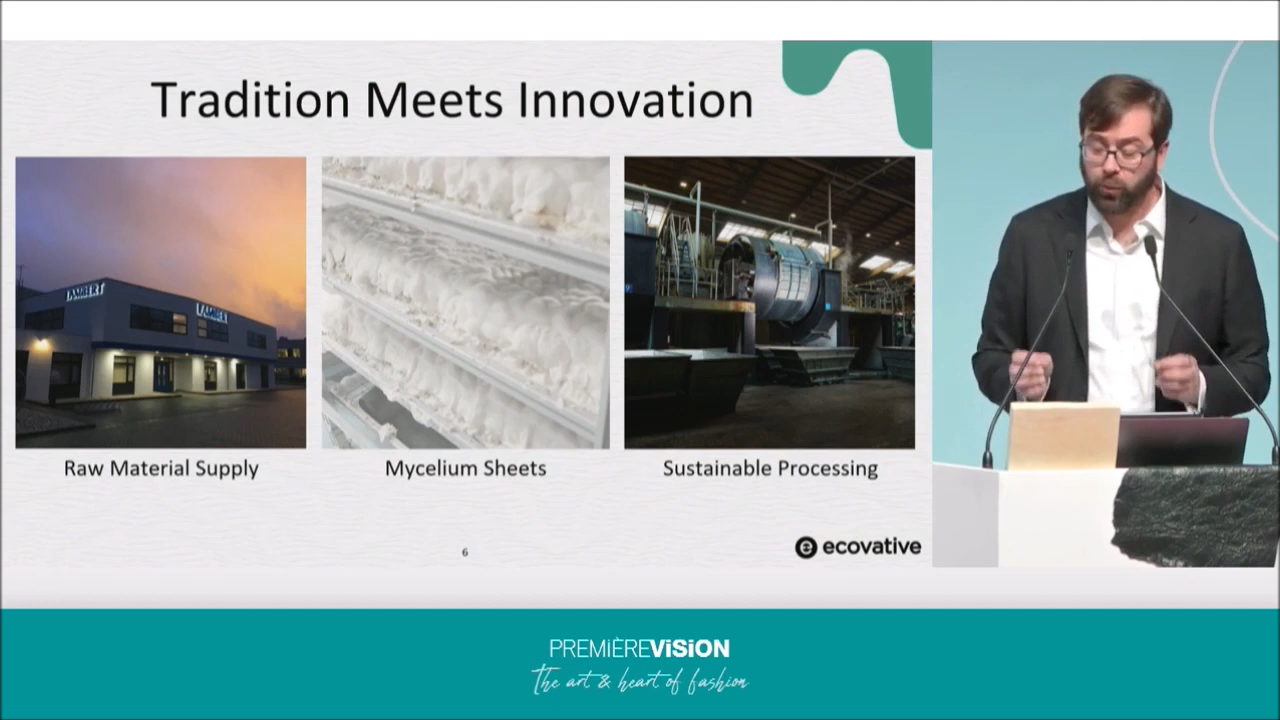 Tradition Meets Innovation
LAMBERT
LAMBERT
Raw Material Supply
Mycelium Sheets
Sustainable Processing
6
ecovative
PREMIÈREVISION
The art & heart of fashion